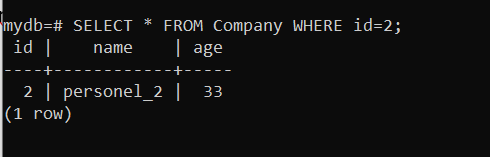 mydb=# SELECT * FROM Company WHERE id=2;
 id |    name    | age
----+------------+-----
  2 | personel_2 |  33
(1 row)